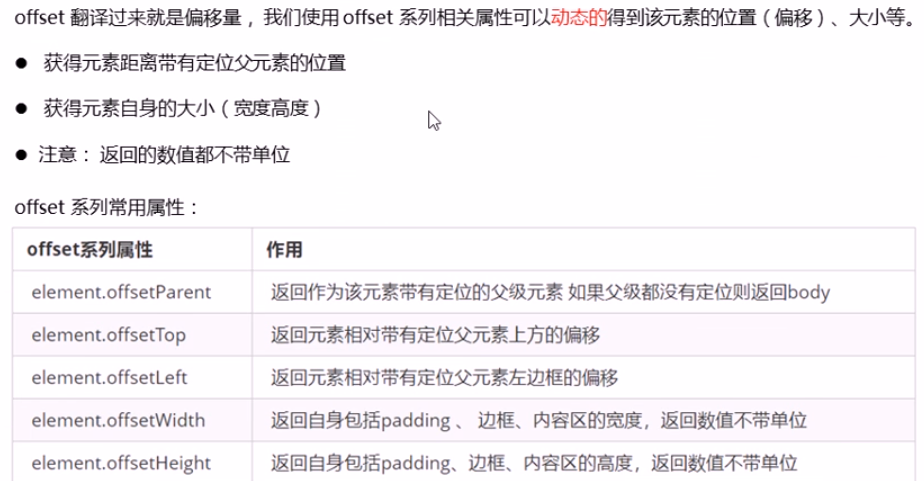 offset 翻译过来就是偏移量， 我们使用 offset 系列相关属性可以动态的得到该元素的位置（偏移）、大小等。
● 获得元素距离带有定位父元素的位置
● 获得元素自身的大小（宽度高度）
● 注意： 返回的数值都不带单位
offset 系列常用属性：
offset系列属性 作用
element.offsetParent 返回作为该元素带有定位的父级元素 如果父级都没有定位则返回body
element.offsetTop 返回元素相对带有定位父元素上方的偏移
element.offsetLeft 返回元素相对带有定位父元素左边框的偏移
element.offsetWidth 返回自身包括padding 、 边框、内容区的宽度，返回数值不带单位
element.offsetHeight 返回自身包括padding、边框、内容区的高度，返回数值不带单位